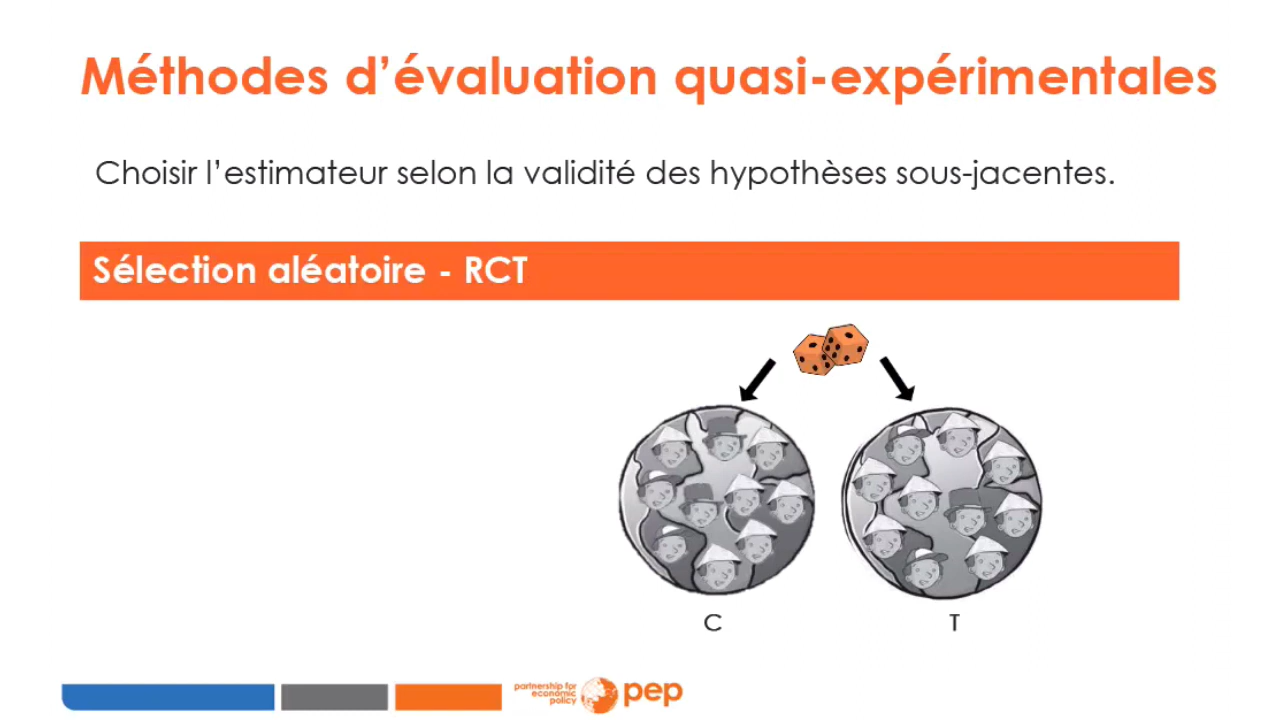 Méthodes d’évaluation quasi-expérimentales
Choisir l’estimateur selon la validité des hypothèses sous-jacentes.
Sélection aléatoire - RCT
C
T
partnership for
economic
policy
pep